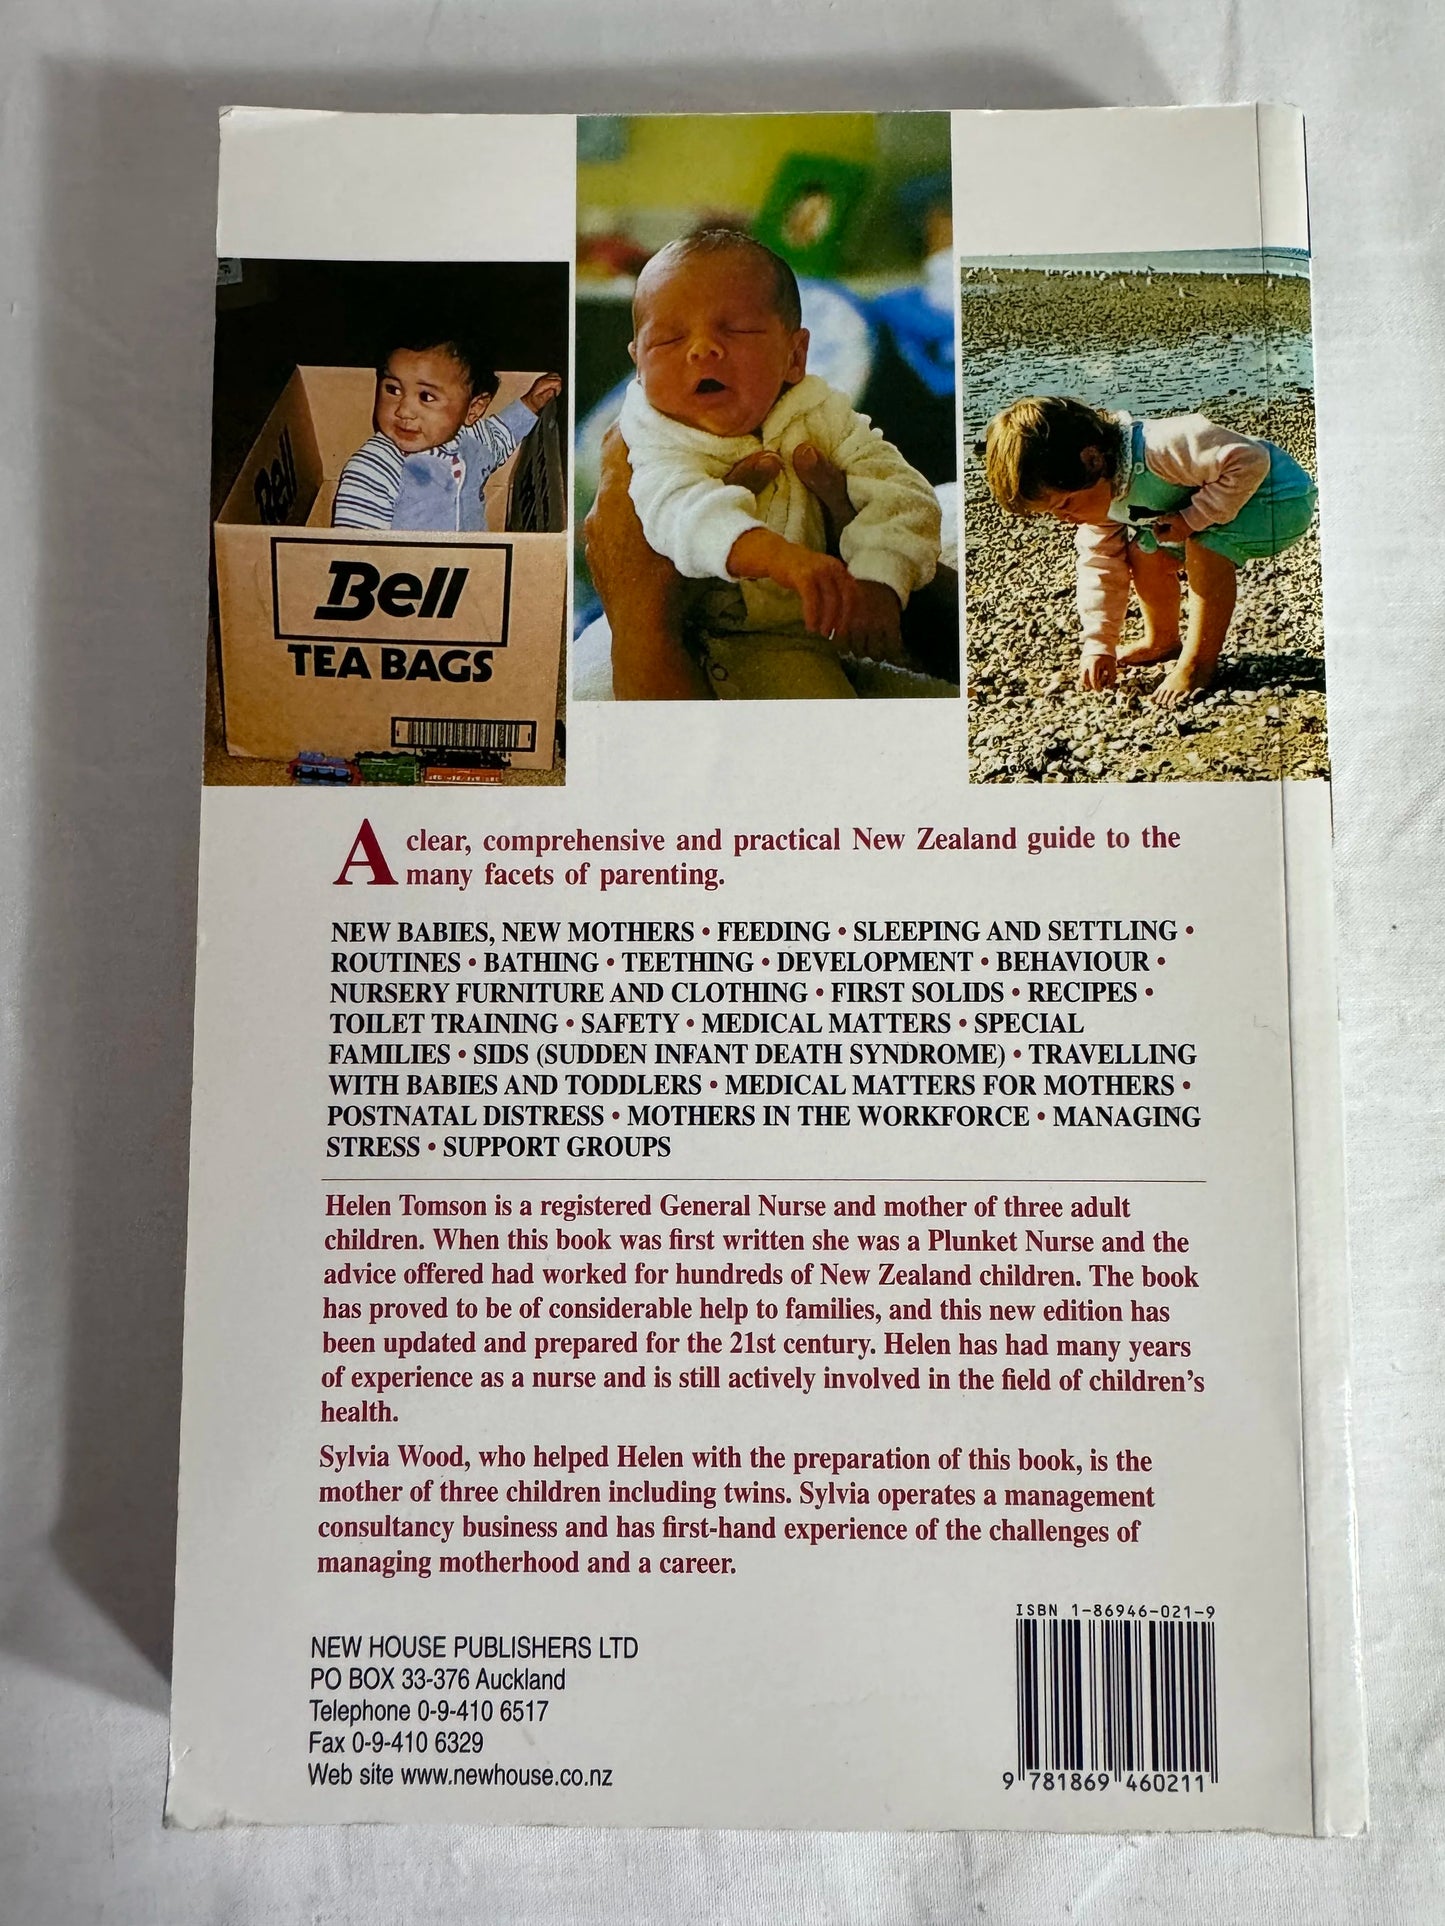 Bell
Bell
TEA BAGS
A clear, comprehensive and practical New Zealand guide to the
many facets of parenting.
NEW BABIES, NEW MOTHERS • FEEDING • SLEEPING AND SETTLING •
ROUTINES • BATHING • TEETHING • DEVELOPMENT • BEHAVIOUR •
NURSERY FURNITURE AND CLOTHING • FIRST SOLIDS • RECIPES •
TOILET TRAINING • SAFETY • MEDICAL MATTERS • SPECIAL
FAMILIES • SIDS (SUDDEN INFANT DEATH SYNDROME) • TRAVELLING
WITH BABIES AND TODDLERS • MEDICAL MATTERS FOR MOTHERS •
POSTNATAL DISTRESS • MOTHERS IN THE WORKFORCE • MANAGING
STRESS • SUPPORT GROUPS
Helen Tomson is a registered General Nurse and mother of three adult
children. When this book was first written she was a Plunket Nurse and the
advice offered had worked for hundreds of New Zealand children. The book
has proved to be of considerable help to families, and this new edition has
been updated and prepared for the 21st century. Helen has had many years
of experience as a nurse and is still actively involved in the field of children's
health.
Sylvia Wood, who helped Helen with the preparation of this book, is the
mother of three children including twins. Sylvia operates a management
consultancy business and has first-hand experience of the challenges of
managing motherhood and a career.
NEW HOUSE PUBLISHERS LTD
PO BOX 33-376 Auckland
Telephone 0-9-410 6517
Fax 0-9-410 6329
Web site www.newhouse.co.nz
ISBN 1-86946-021-9
9 781869 460211